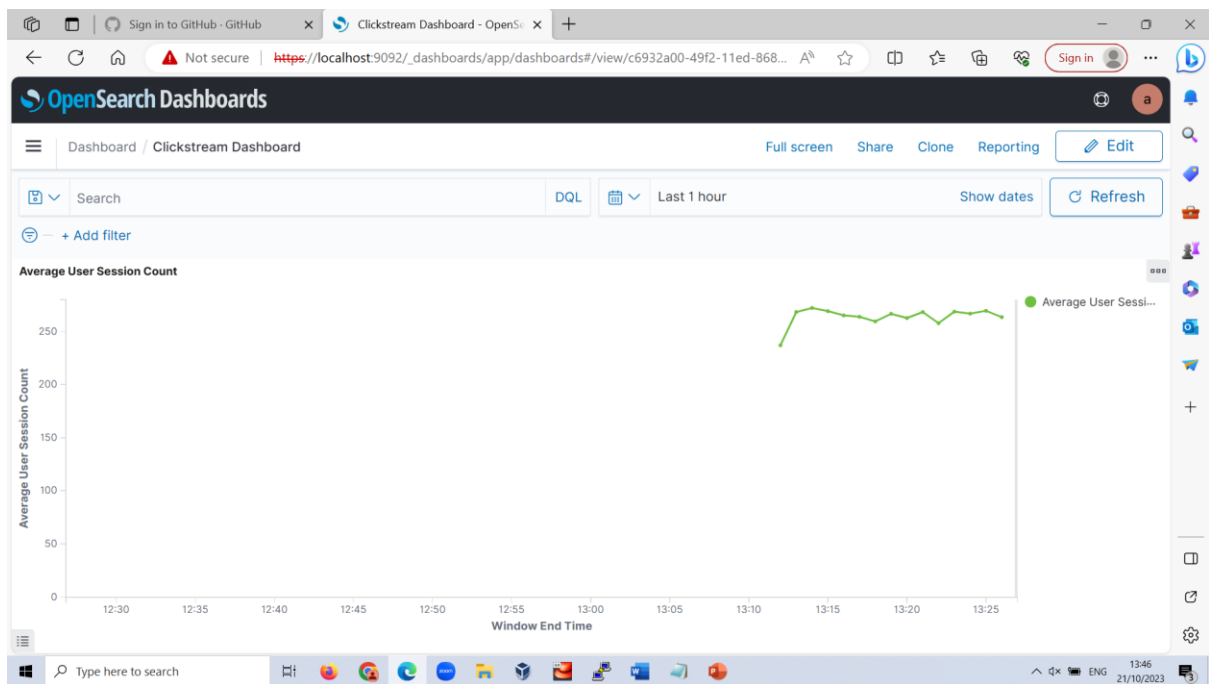 Sign in to GitHub · GitHub
Clickstream Dashboard - OpenSe
Not secure https://localhost:9092/_dashboards/app/dashboards#/view/c6932a00-49f2-11ed-868... Sign in
OpenSearch Dashboards a
Dashboard / Clickstream Dashboard Full screen Share Clone Reporting Edit
Search DQL Last 1 hour Show dates Refresh
+ Add filter
Average User Session Count
Average User Sessi...
250
200
150
100
50
0
Average User Session Count
12:30 12:35 12:40 12:45 12:50 12:55 13:00 13:05 13:10 13:15 13:20 13:25
Window End Time
Type here to search zoom ENG 13:46
21/10/2023 3